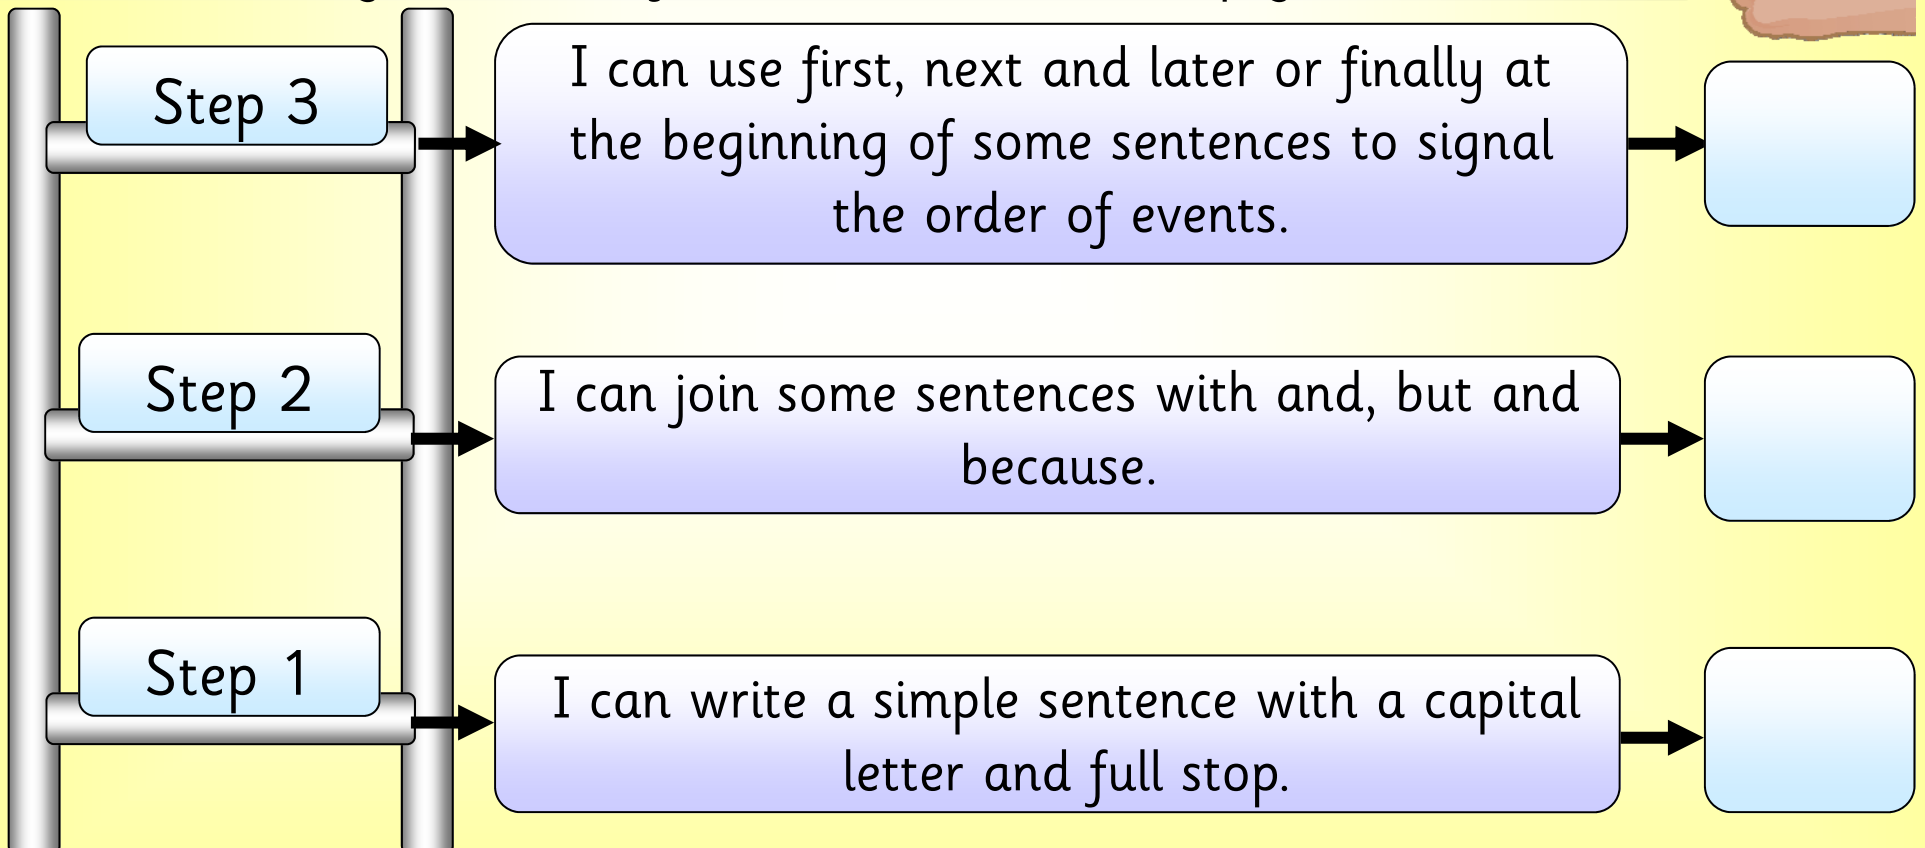 Step 3
I can use first, next and later or finally at
the beginning of some sentences to signal
the order of events.
Step 2
I can join some sentences with and, but and
because.
Step 1
I can write a simple sentence with a capital
letter and full stop.